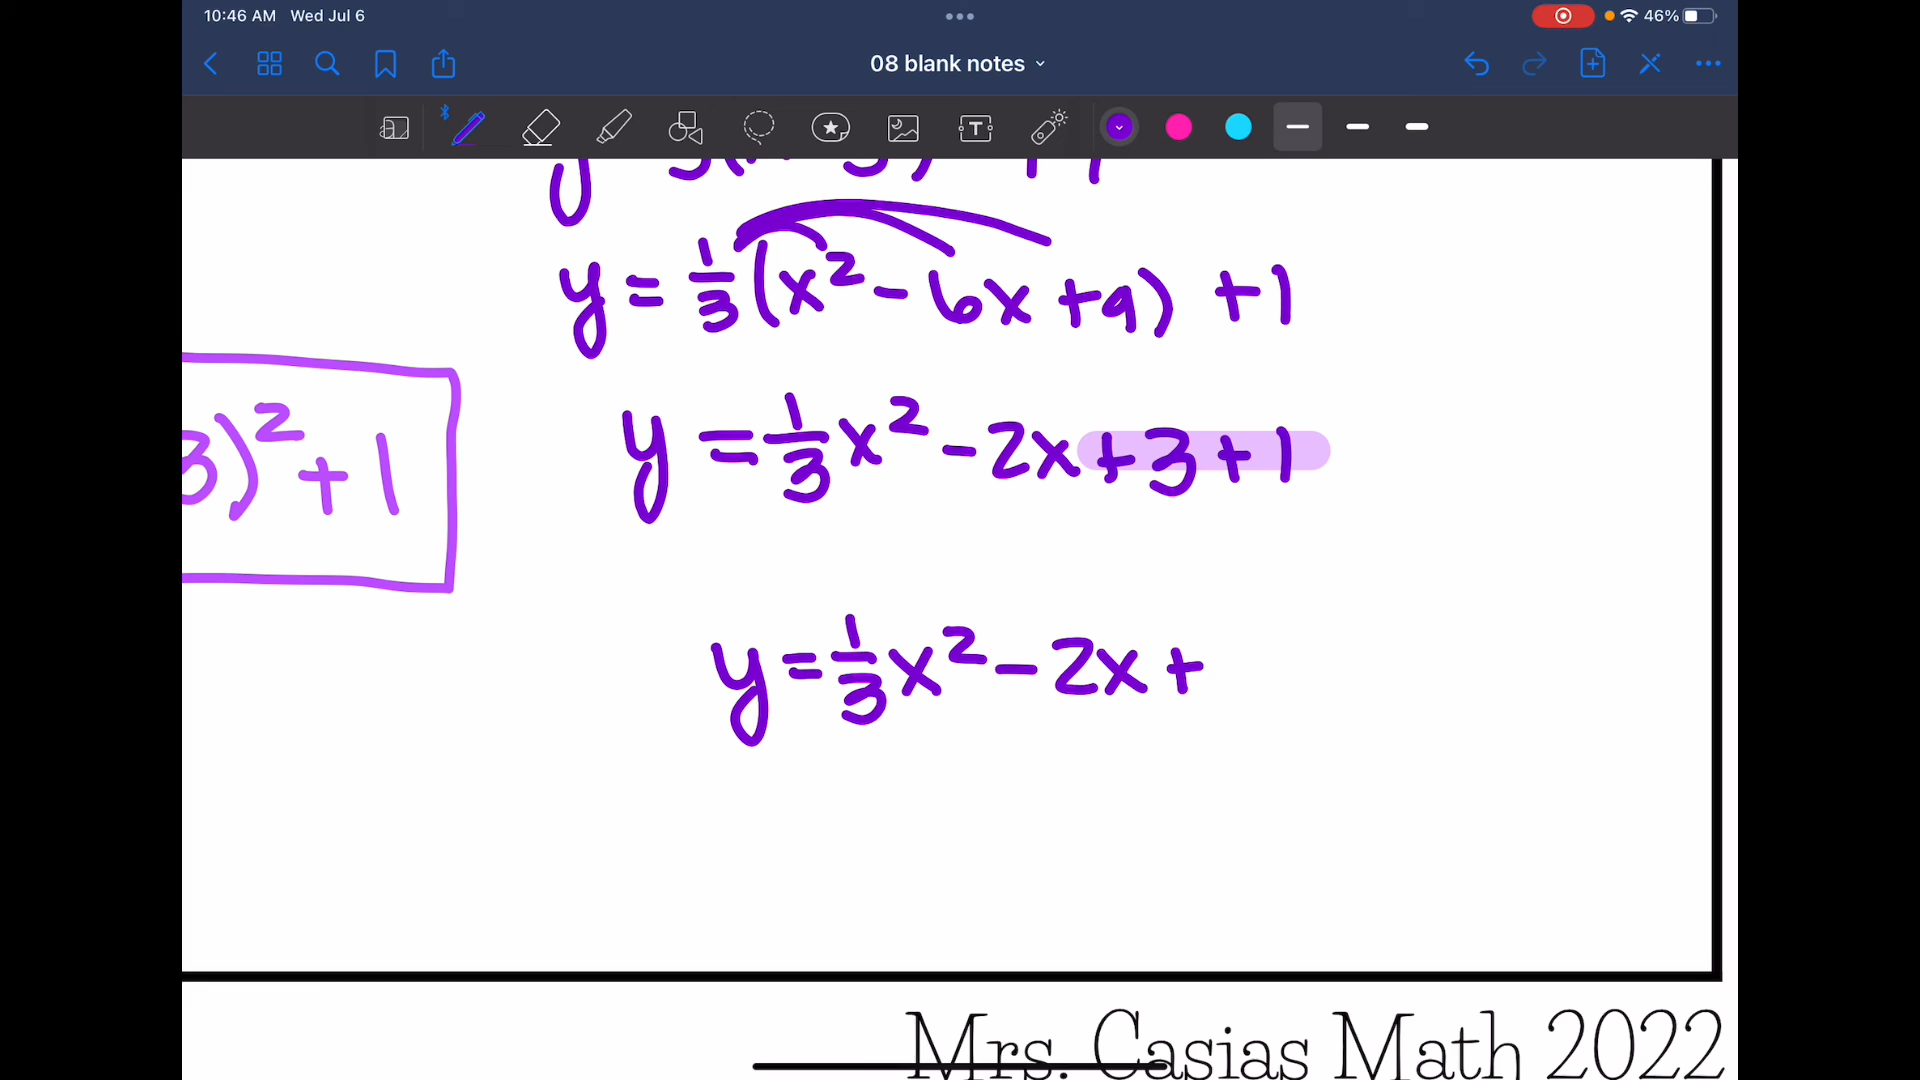 10:46 AM Wed Jul 6
46%
08 blank notes
T
y = 1/3(x² - 6x + 9) + 1
y = 1/3x² - 2x + 3 + 1
3)² + 1
y = 1/3x² - 2x +
Mrs. Casias Math 2022